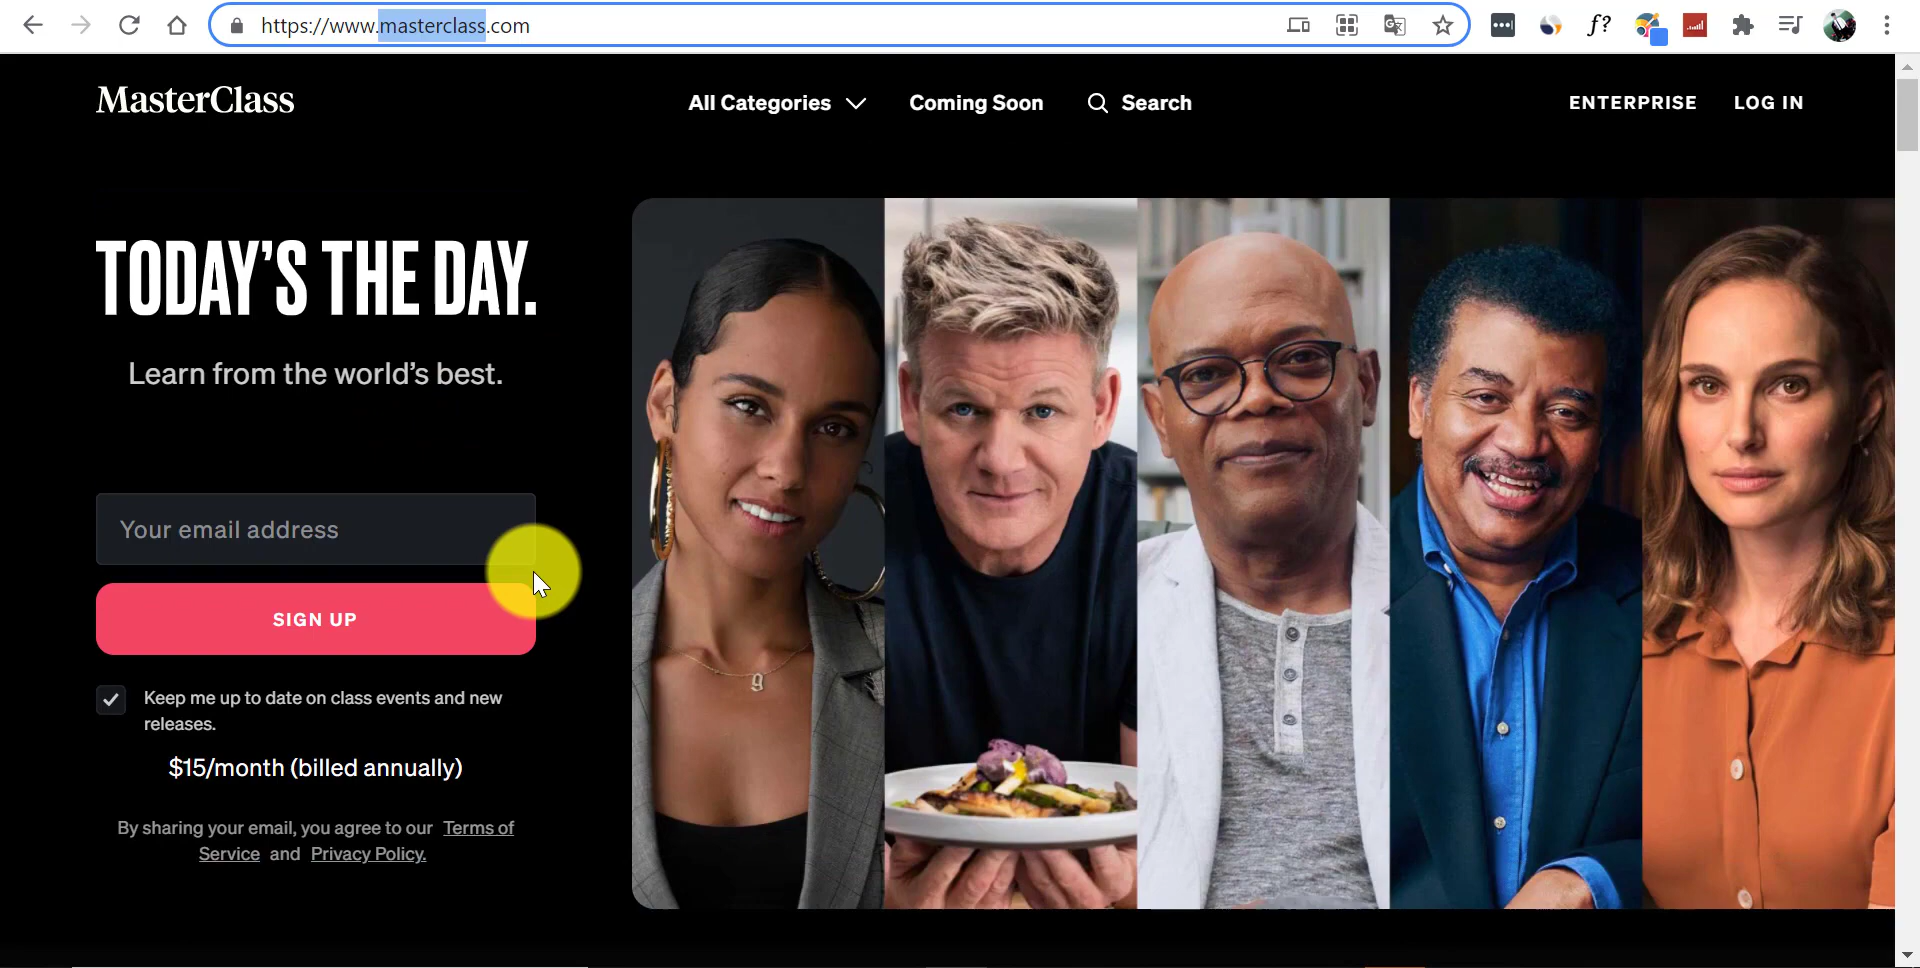 https://www.masterclass.com
f?
MasterClass
All Categories
Coming Soon
Search
ENTERPRISE
LOG IN
TODAY’S THE DAY.
Learn from the world’s best.
Your email address
SIGN UP
Keep me up to date on class events and new
releases.
$15/month (billed annually)
By sharing your email, you agree to our Terms of
Service and Privacy Policy.
g